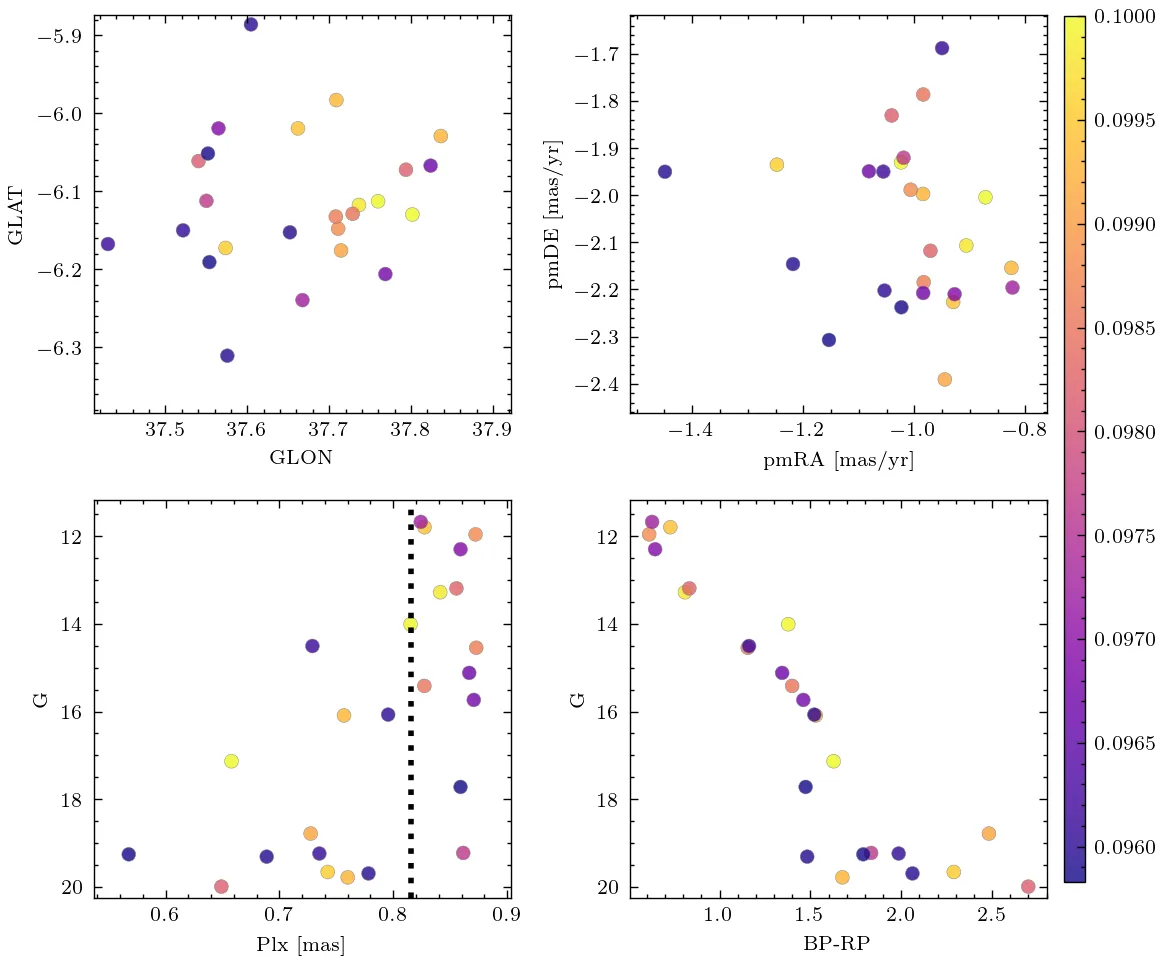 −5.9
−6.0
−6.1
−6.2
−6.3
GLAT
37.5 37.6 37.7 37.8 37.9
GLON
−1.7
−1.8
−1.9
−2.0
−2.1
−2.2
−2.3
−2.4
pmDE [mas/yr]
−1.4 −1.2 −1.0 −0.8
pmRA [mas/yr]
0.1000
0.0995
0.0990
0.0985
0.0980
0.0975
0.0970
0.0965
0.0960
12
14
16
18
20
G
0.6 0.7 0.8 0.9
Plx [mas]
12
14
16
18
20
G
1.0 1.5 2.0 2.5
BP-RP